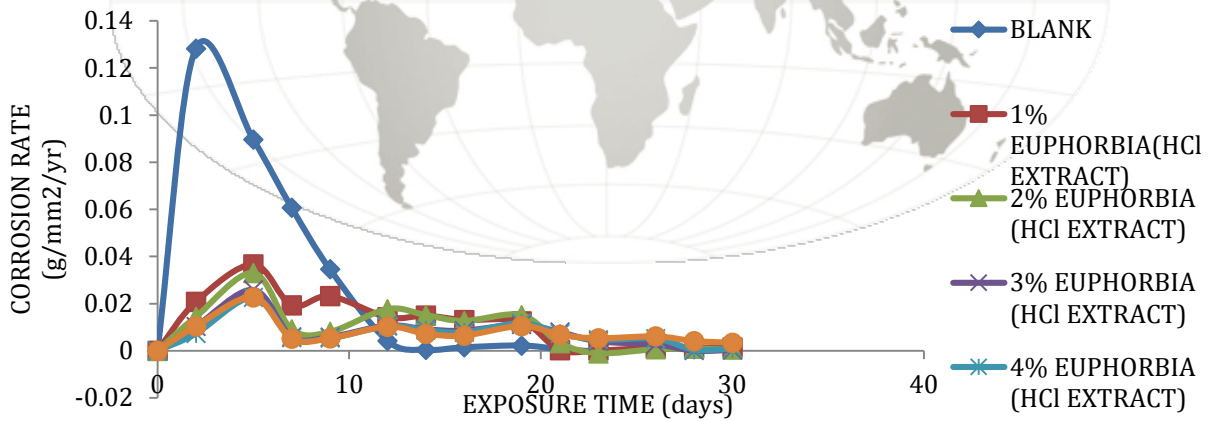 0.14
0.12
0.1
0.08
0.06
0.04
0.02
0
-0.02
CORROSION RATE
(g/mm2/yr)
0
10
20
30
40
EXPOSURE TIME (days)
BLANK
1%
EUPHORBIA(HCl
EXTRACT)
2% EUPHORBIA
(HCl EXTRACT)
3% EUPHORBIA
(HCl EXTRACT)
4% EUPHORBIA
(HCl EXTRACT)